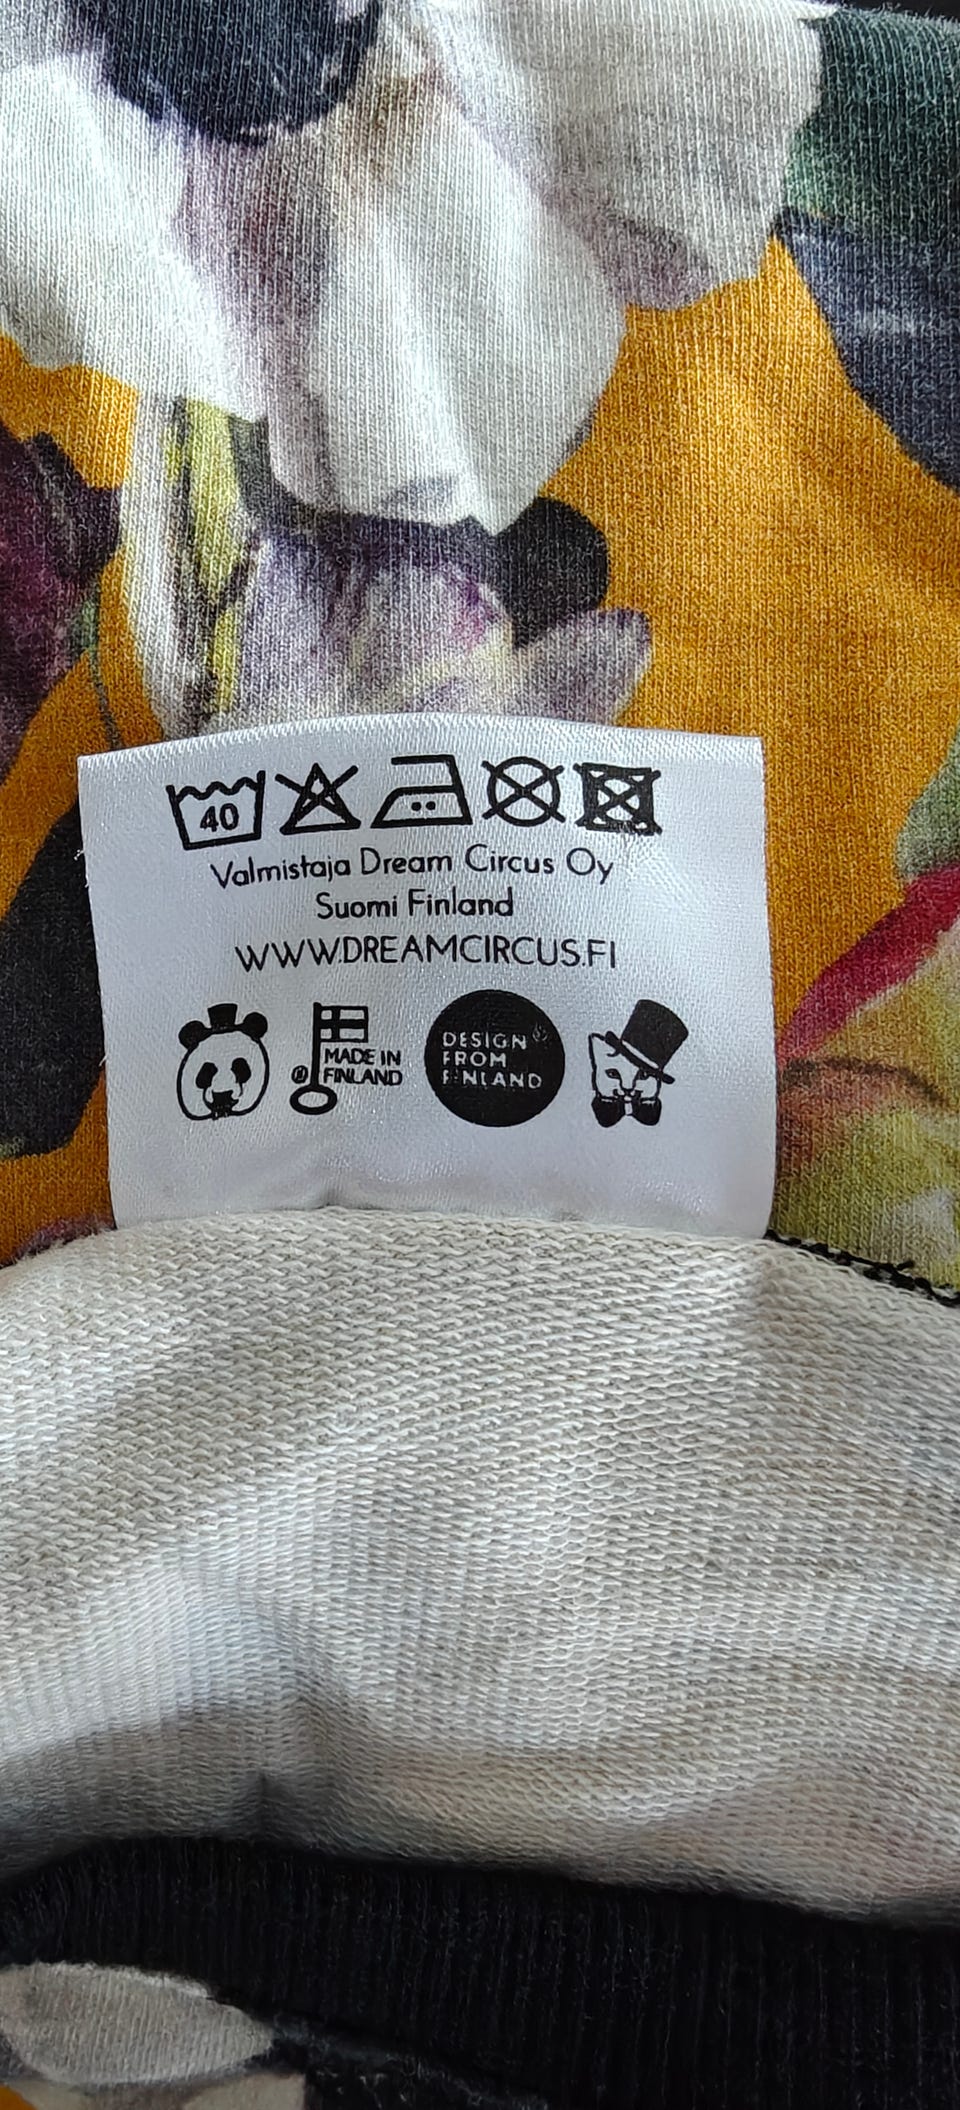 40
Valmistaja Dream Circus Oy
Suomi Finland
WWW.DREAMCIRCUS.FI
MADE IN
FINLAND
DESIGN
FROM
FINLAND